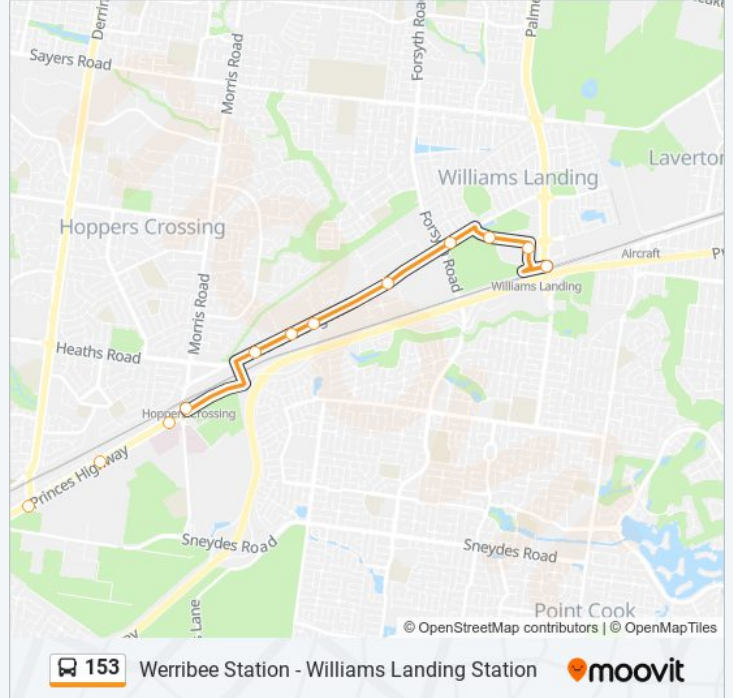 Derrin
Sayers Road
Morris Road
Forsyth Road
Palme
Laverton
Williams Landing
Hoppers Crossing
Forsyth Road
Aircraft
Williams Landing
Morris Road
Heaths Road
Hoppers Crossing
Princes Highway
Sneydes Road
Sneydes Road
Point Cook
s Lane
© OpenStreetMap contributors | © OpenMapTiles
153 Werribee Station - Williams Landing Station moovit